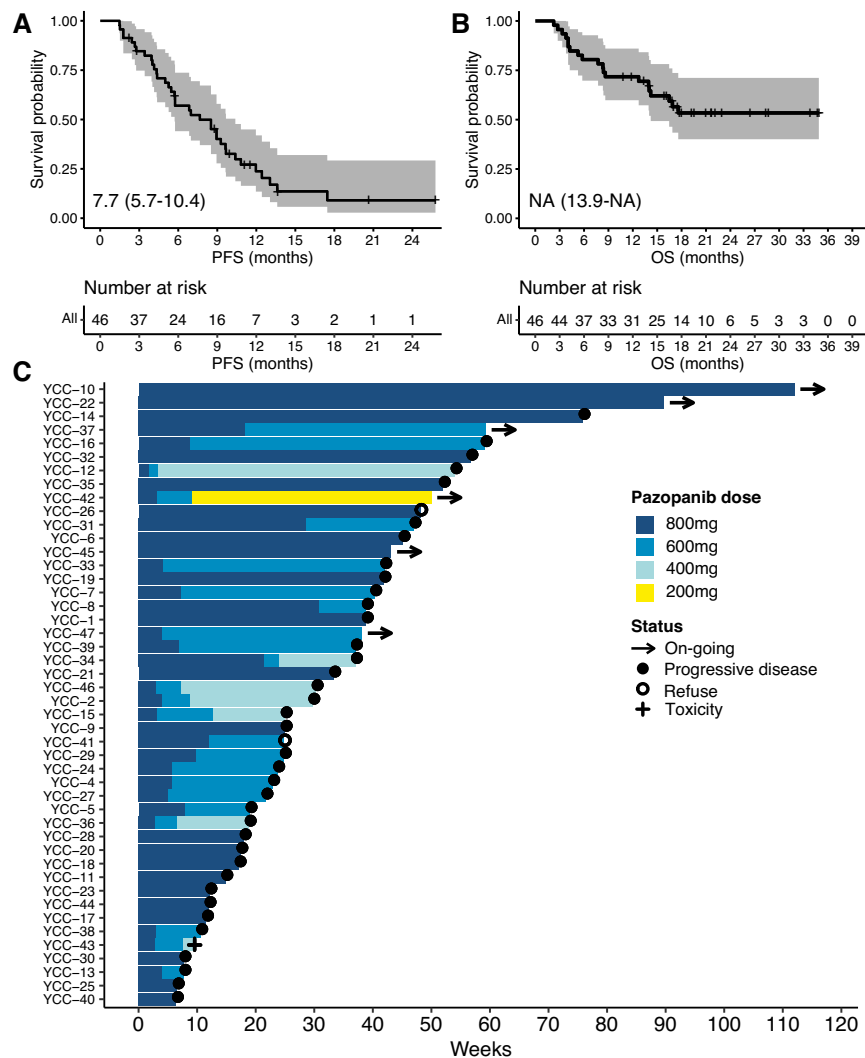 A
Survival probability
1.00
0.75
0.50
0.25
0.00
7.7 (5.7-10.4)
0 3 6 9 12 15 18 21 24
PFS (months)
Number at risk
All 46 37 24 16 7 3 2 1 1
0 3 6 9 12 15 18 21 24
PFS (months)
B
Survival probability
1.00
0.75
0.50
0.25
0.00
NA (13.9-NA)
0 3 6 9 12 15 18 21 24 27 30 33 36 39
OS (months)
Number at risk
All 46 44 37 33 31 25 14 10 6 5 3 3 0 0
0 3 6 9 12 15 18 21 24 27 30 33 36 39
OS (months)
C
YCC−10
YCC−22
YCC−14
YCC−37
YCC−16
YCC−32
YCC−12
YCC−35
YCC−42
YCC−26
YCC−31
YCC−6
YCC−45
YCC−33
YCC−19
YCC−7
YCC−8
YCC−1
YCC−47
YCC−39
YCC−34
YCC−21
YCC−46
YCC−2
YCC−15
YCC−9
YCC−41
YCC−29
YCC−24
YCC−4
YCC−27
YCC−5
YCC−36
YCC−28
YCC−20
YCC−18
YCC−11
YCC−23
YCC−44
YCC−17
YCC−38
YCC−43
YCC−30
YCC−13
YCC−25
YCC−40
0 10 20 30 40 50 60 70 80 90 100 110 120
Weeks
Pazopanib dose
800mg
600mg
400mg
200mg
Status
On-going
Progressive disease
Refuse
Toxicity